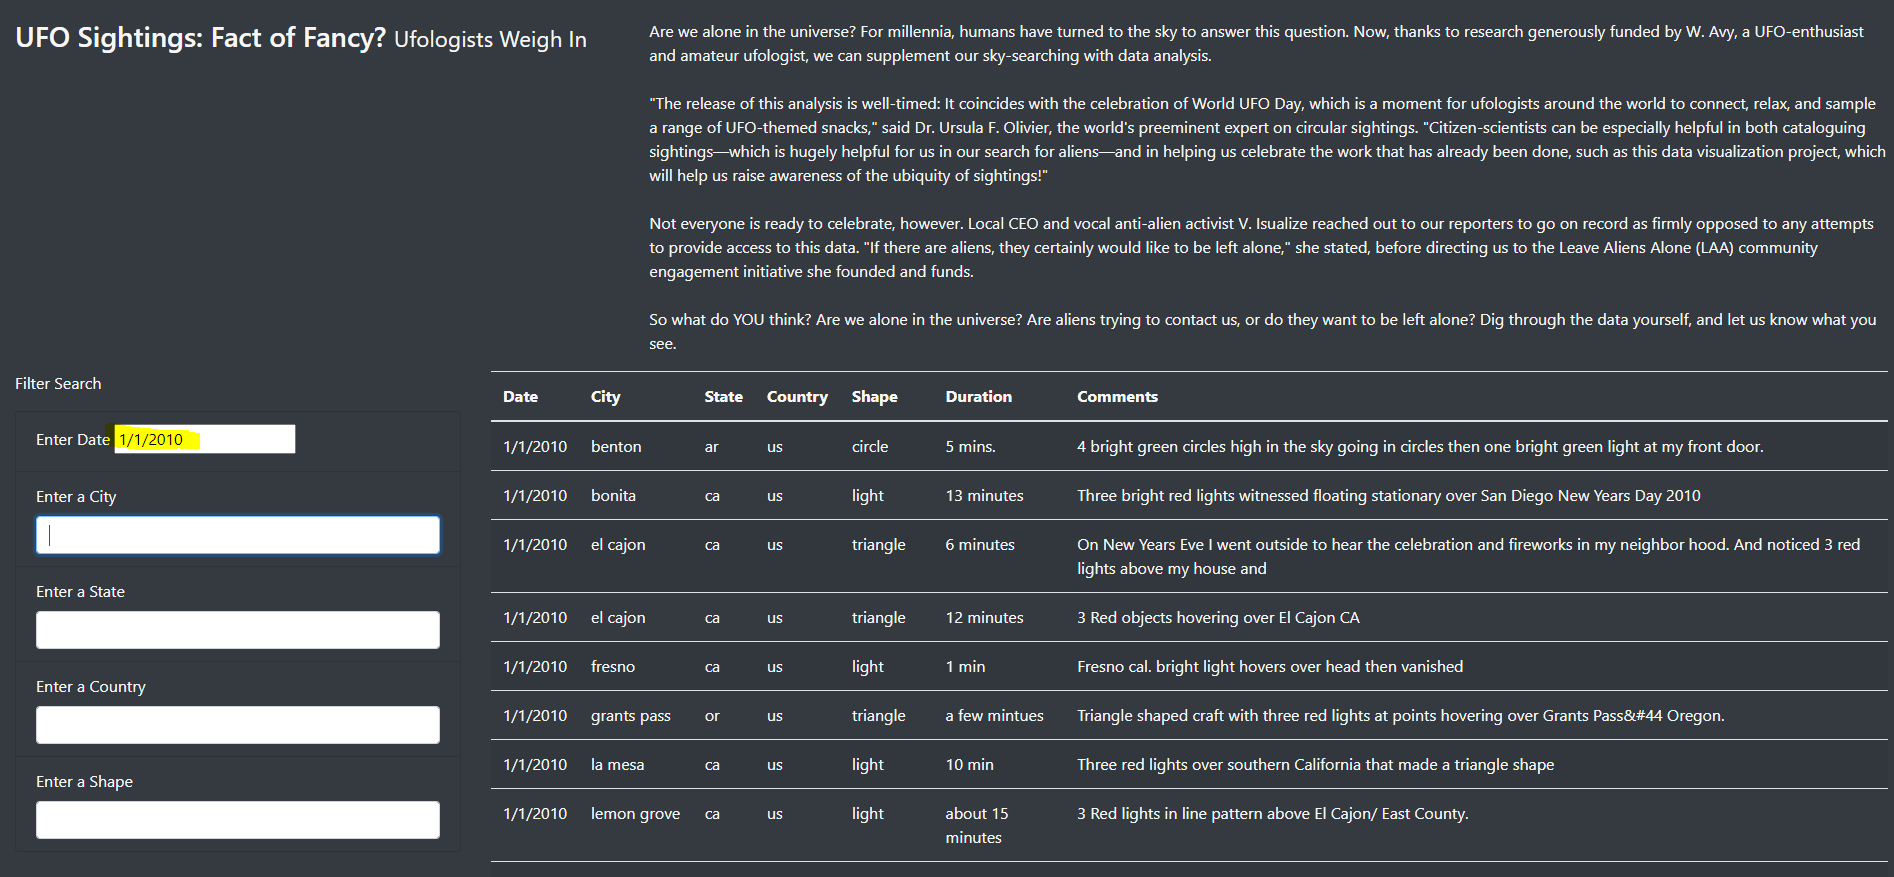 UFO Sightings: Fact of Fancy? Ufologists Weigh In
Are we alone in the universe? For millennia, humans have turned to the sky to answer this question. Now, thanks to research generously funded by W. Avy, a UFO-enthusiast
and amateur ufologist, we can supplement our sky-searching with data analysis.
"The release of this analysis is well-timed: It coincides with the celebration of World UFO Day, which is a moment for ufologists around the world to connect, relax, and sample
a range of UFO-themed snacks," said Dr. Ursula F. Olivier, the world's preeminent expert on circular sightings. "Citizen-scientists can be especially helpful in both cataloguing
sightings—which is hugely helpful for us in our search for aliens—and in helping us celebrate the work that has already been done, such as this data visualization project, which
will help us raise awareness of the ubiquity of sightings!"
Not everyone is ready to celebrate, however. Local CEO and vocal anti-alien activist V. Isualize reached out to our reporters to go on record as firmly opposed to any attempts
to provide access to this data. "If there are aliens, they certainly would like to be left alone," she stated, before directing us to the Leave Aliens Alone (LAA) community
engagement initiative she founded and funds.
So what do YOU think? Are we alone in the universe? Are aliens trying to contact us, or do they want to be left alone? Dig through the data yourself, and let us know what you
see.
Filter Search
Enter Date 1/1/2010
Enter a City
Enter a State
Enter a Country
Enter a Shape
Date City State Country Shape Duration Comments
1/1/2010 benton ar us circle 5 mins. 4 bright green circles high in the sky going in circles then one bright green light at my front door.
1/1/2010 bonita ca us light 13 minutes Three bright red lights witnessed floating stationary over San Diego New Years Day 2010
1/1/2010 el cajon ca us triangle 6 minutes On New Years Eve I went outside to hear the celebration and fireworks in my neighbor hood. And noticed 3 red
lights above my house and
1/1/2010 el cajon ca us triangle 12 minutes 3 Red objects hovering over El Cajon CA
1/1/2010 fresno ca us light 1 min Fresno cal. bright light hovers over head then vanished
1/1/2010 grants pass or us triangle a few mintues Triangle shaped craft with three red lights at points hovering over Grants Pass&#44 Oregon.
1/1/2010 la mesa ca us light 10 min Three red lights over southern California that made a triangle shape
1/1/2010 lemon grove ca us light about 15 3 Red lights in line pattern above El Cajon/ East County.
minutes